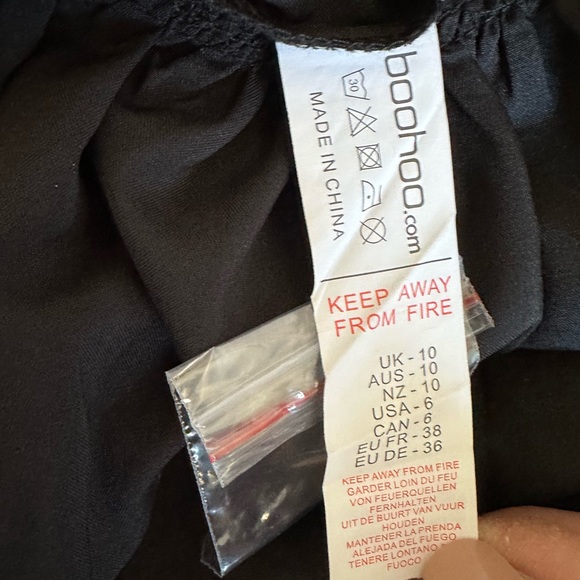 boohoo.com
30
MADE IN CHINA
KEEP AWAY
FROM FIRE
UK - 10
AUS - 10
NZ - 10
USA - 6
CAN - 6
EU FR - 38
EU DE - 36
KEEP AWAY FROM FIRE
GARDER LOIN DU FEU
VON FEUERQUELLEN
FERNHALTEN
UIT DE BUURT VAN VUUR
HOUDEN
MANTENER LA PRENDA
ALEJADA DEL FUEGO
TENERE LONTANO DAL
FUOCO